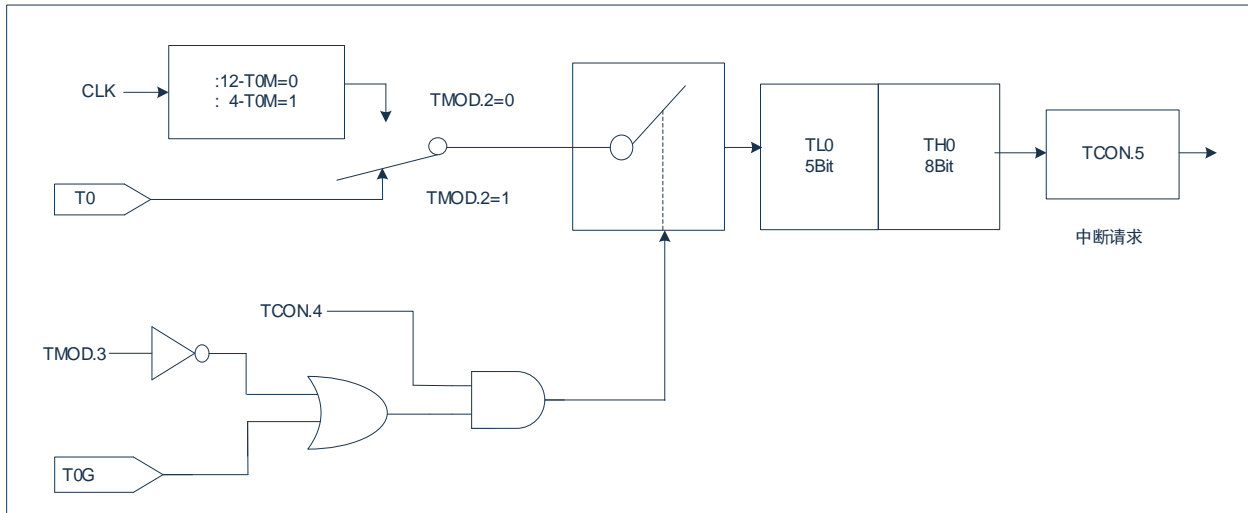 :12-T0M=0
: 4-T0M=1
CLK
TMOD.2=0
TMOD.2=1
T0
TL0
5Bit
TH0
8Bit
TCON.5
中断请求
TCON.4
TMOD.3
T0G